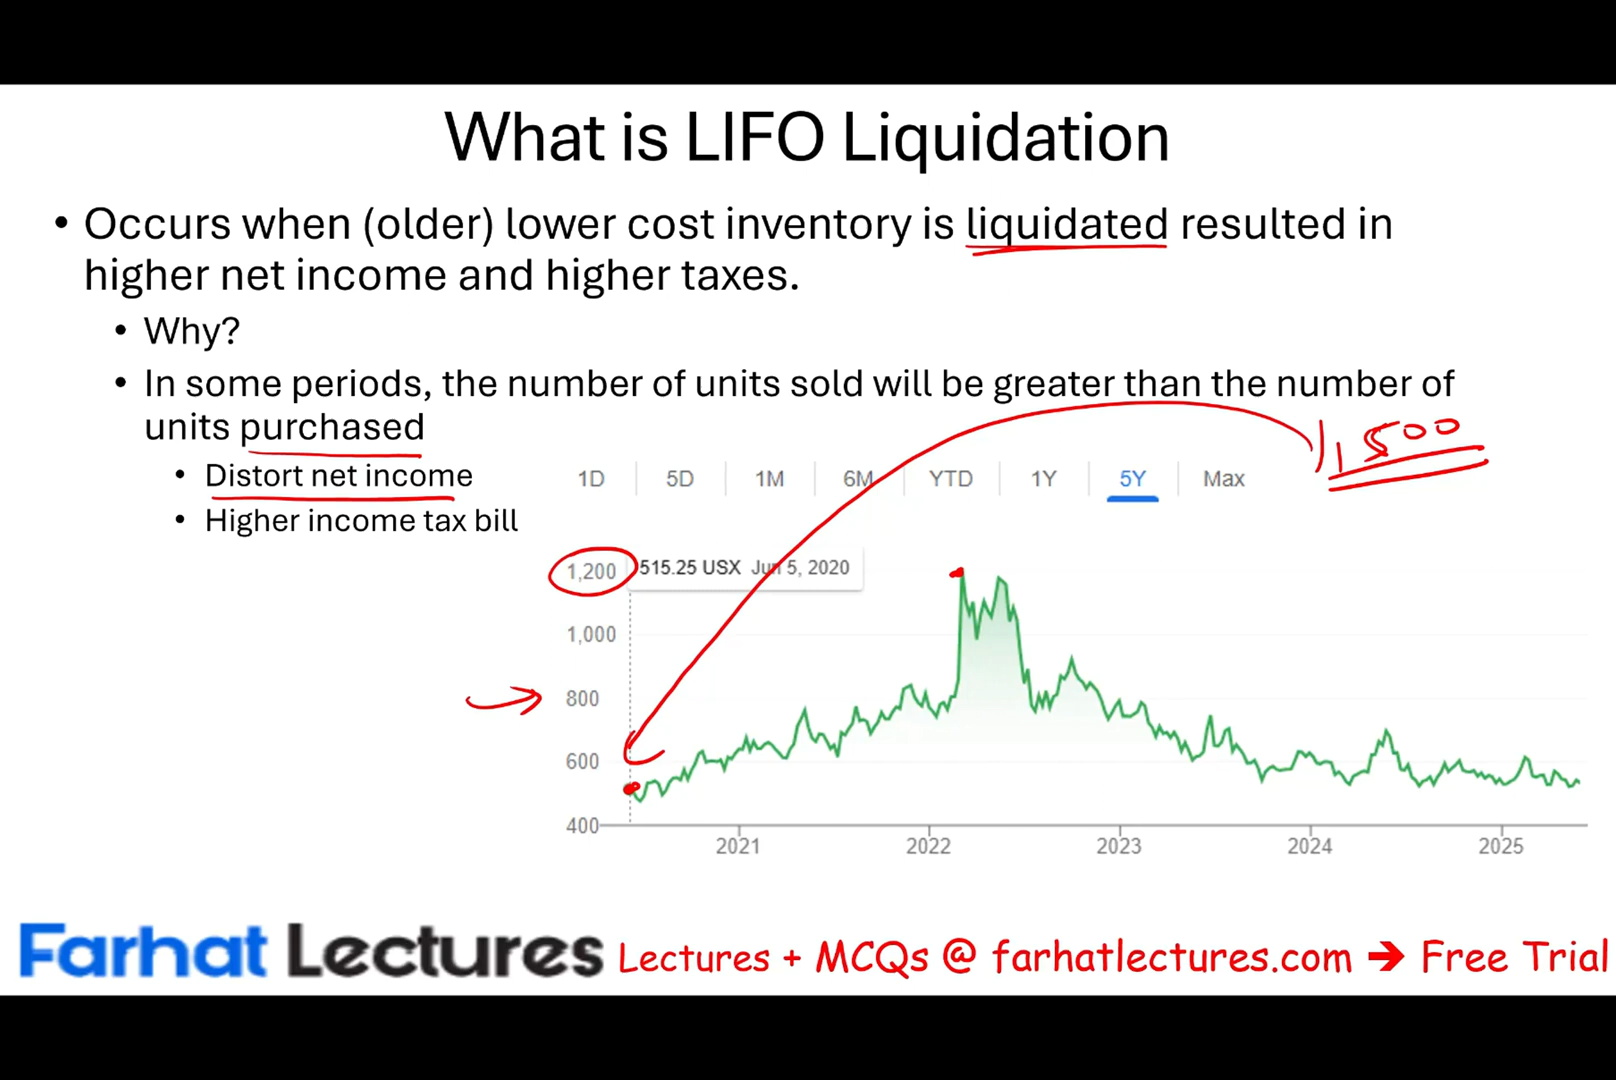 What is LIFO Liquidation
• Occurs when (older) lower cost inventory is liquidated resulted in
higher net income and higher taxes.
• Why?
• In some periods, the number of units sold will be greater than the number of
units purchased
1,500
• Distort net income
• Higher income tax bill
1D 5D 1M 6M YTD 1Y 5Y Max
515.25 USX Jun 5, 2020
1,200
1,000
800
600
400
2021 2022 2023 2024 2025
Farhat Lectures Lectures + MCQs @ farhatlectures.com ➔ Free Trial